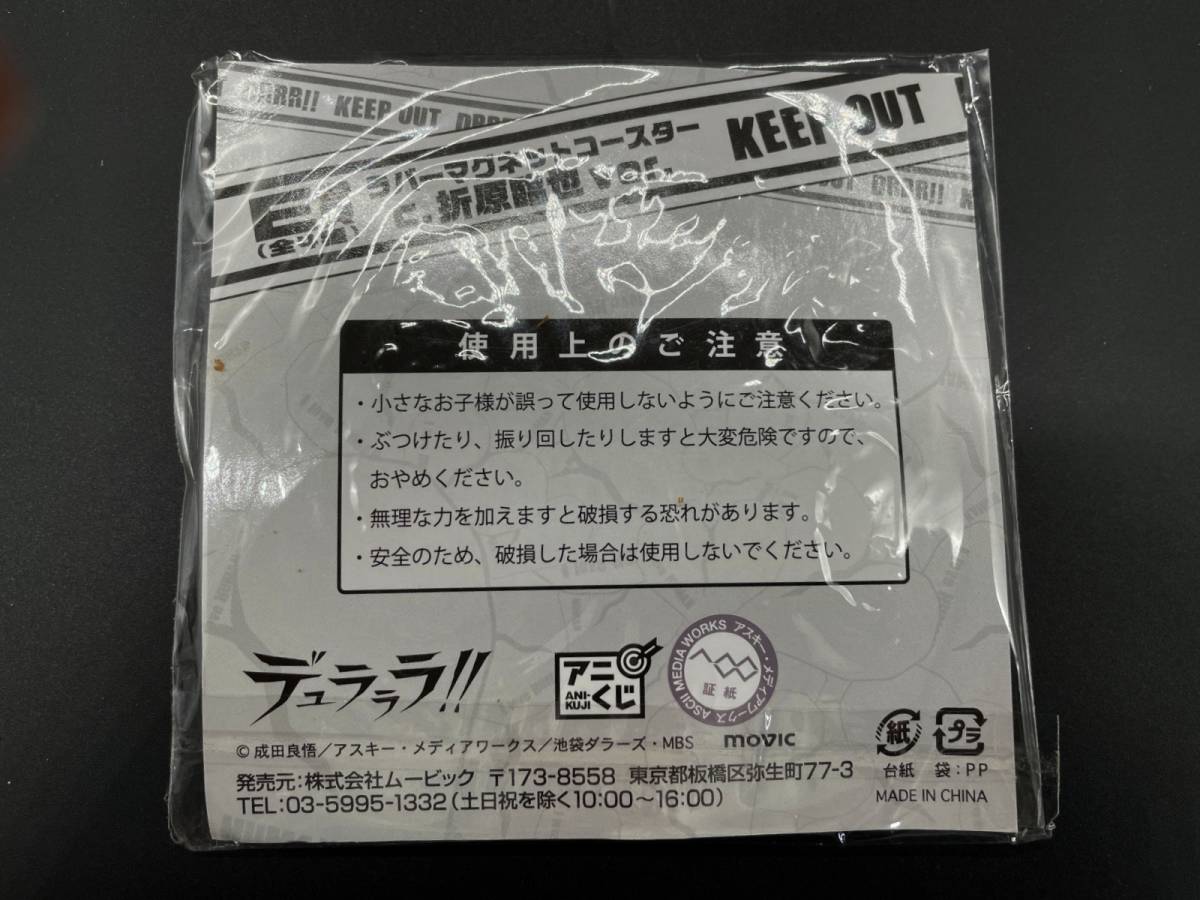 DRRR!! KEEP OUT DRRR!!
ラバーマグネットコースター
KEEP OUT
折原臨也 ver.
KEEP OUT DRRR!! KE
使用上のご注意
・小さなお子様が誤って使用しないようにご注意ください。
・ぶつけたり、振り回したりしますと大変危険ですので、
おやめください。
・無理な力を加えますと破損する恐れがあります。
・安全のため、破損した場合は使用しないでください。
デュラララ!!
アニくじ
ANI-KUJI
ASCII MEDIA WORKS アスキー・メディアワークス
証紙
movic
©成田良悟/アスキー・メディアワークス/池袋ダラーズ・MBS
発売元:株式会社ムービック 〒173-8558 東京都板橋区弥生町77-3
TEL:03-5995-1332(土日祝を除く10:00〜16:00)
紙 プラ
台紙 袋:PP
MADE IN CHINA